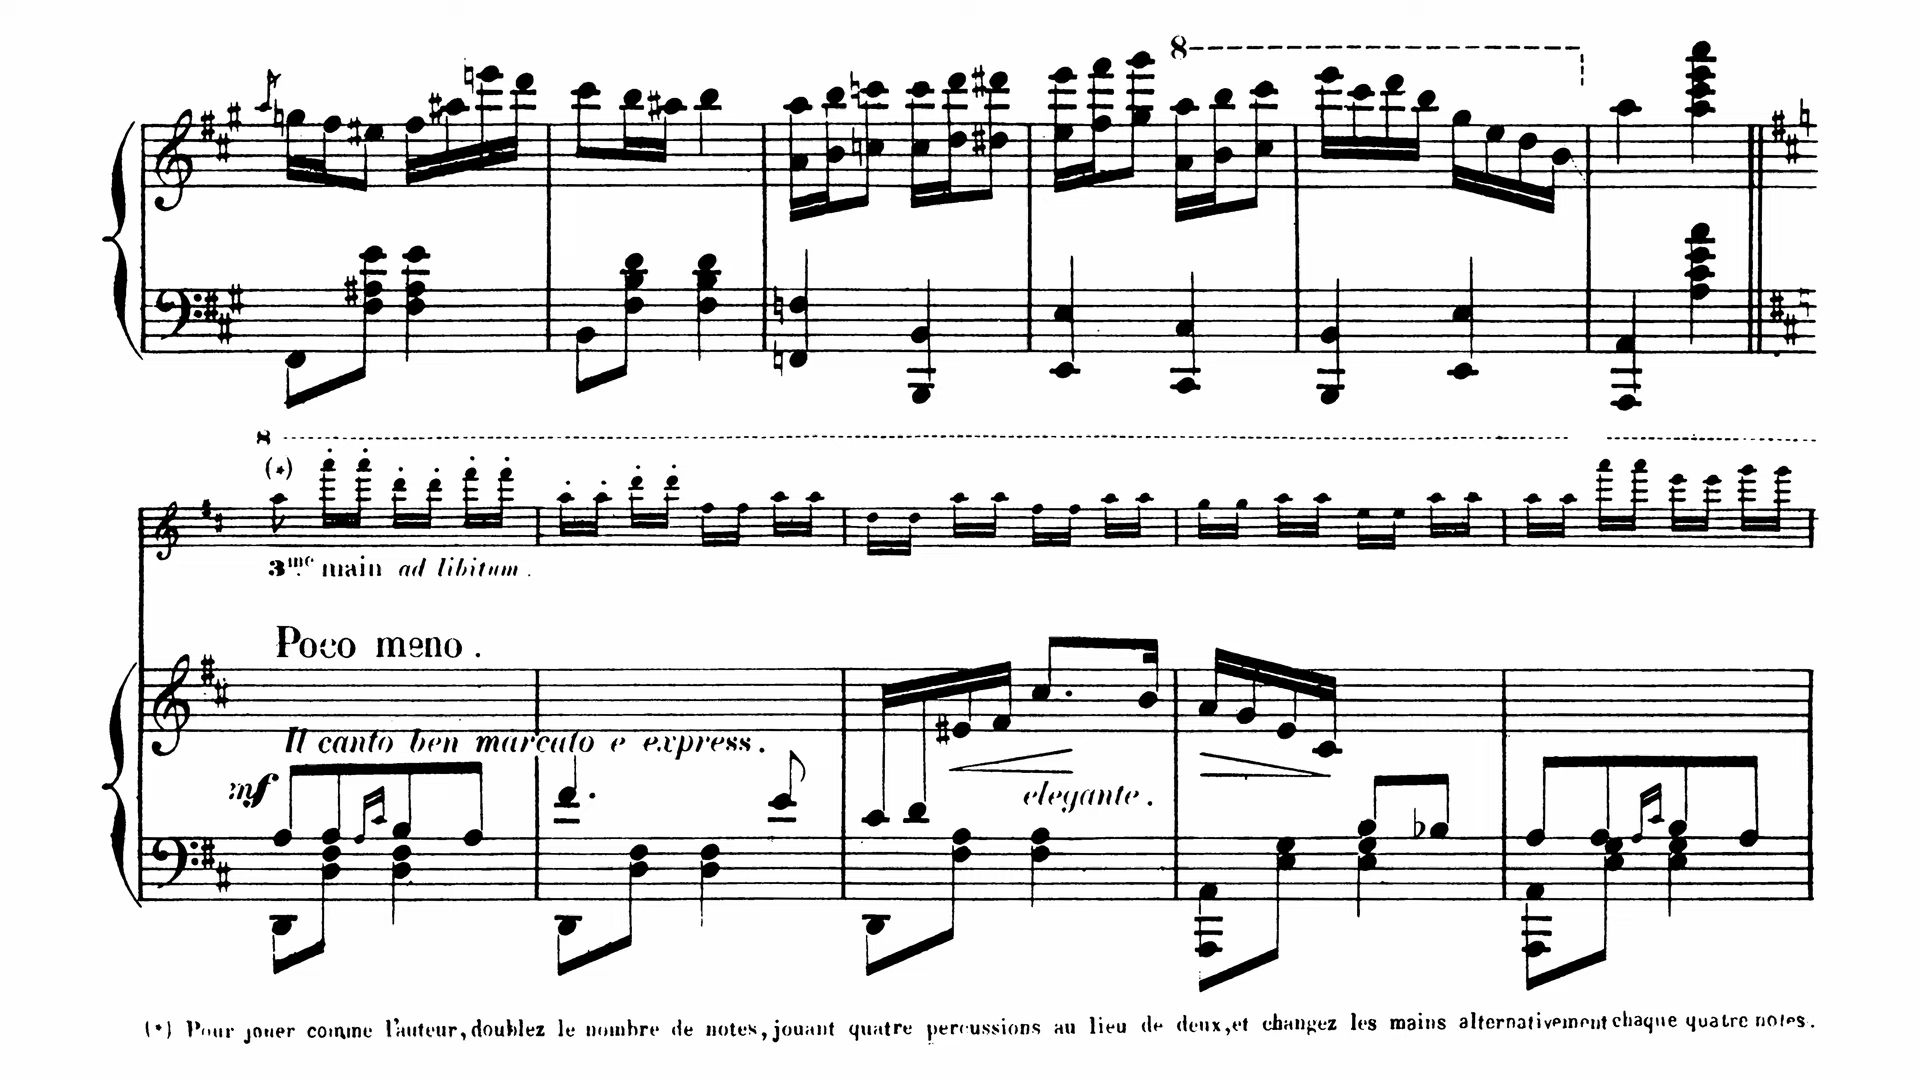 8
8
(*)
3me main ad libitum.
Poco meno.
Il canto ben marcato e express.
mf
elegante.
(*) Pour jouer comme l'auteur, doublez le nombre de notes, jouant quatre percussions au lieu de deux, et changez les mains alternativement chaque quatre notes.